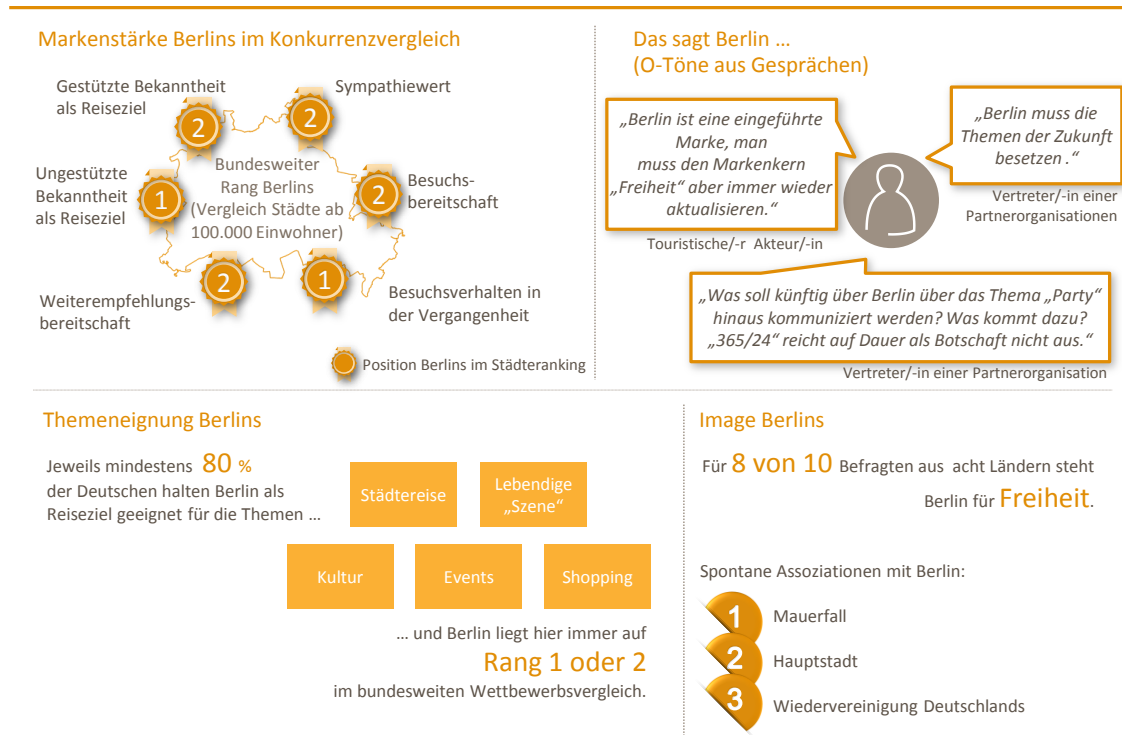 Markenstärke Berlins im Konkurrenzvergleich
Gestützte Bekanntheit
als Reiseziel
2
2
Sympathiewert
Ungestützte
Bekanntheit
als Reiseziel
1
Bundesweiter
Rang Berlins
(Vergleich Städte ab
100.000 Einwohner)
2
Besuchs-
bereitschaft
Weiterempfehlungs-
bereitschaft
2
1
Besuchsverhalten in
der Vergangenheit
Position Berlins im Städteranking
Das sagt Berlin ...
(O-Töne aus Gesprächen)
„Berlin ist eine eingeführte
Marke, man
muss den Markenkern
„Freiheit“ aber immer wieder
aktualisieren.“
Touristische/-r Akteur/-in
„Berlin muss die
Themen der Zukunft
besetzen .“
Vertreter/-in einer
Partnerorganisationen
„Was soll künftig über Berlin über das Thema „Party“
hinaus kommuniziert werden? Was kommt dazu?
„365/24“ reicht auf Dauer als Botschaft nicht aus.“
Vertreter/-in einer Partnerorganisation
Themeneignung Berlins
Jeweils mindestens 80 %
der Deutschen halten Berlin als
Reiseziel geeignet für die Themen ...
Städtereise
Lebendige
„Szene“
Kultur
Events
Shopping
... und Berlin liegt hier immer auf
Rang 1 oder 2
im bundesweiten Wettbewerbsvergleich.
Image Berlins
Für 8 von 10 Befragten aus acht Ländern steht
Berlin für Freiheit.
Spontane Assoziationen mit Berlin:
1 Mauerfall
2 Hauptstadt
3 Wiedervereinigung Deutschlands